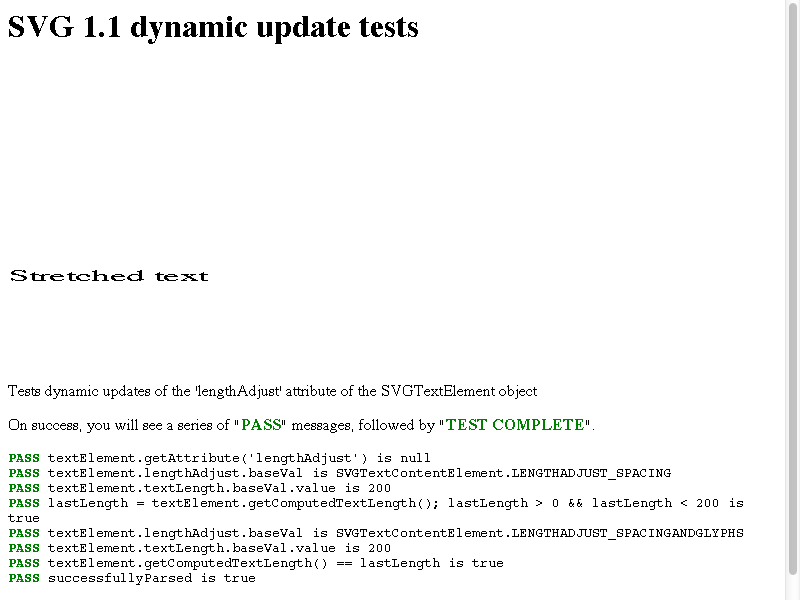 SVG 1.1 dynamic update tests
Stretched text
Tests dynamic updates of the 'lengthAdjust' attribute of the SVGTextElement object
On success, you will see a series of "PASS" messages, followed by "TEST COMPLETE".
PASS textElement.getAttribute('lengthAdjust') is null
PASS textElement.lengthAdjust.baseVal is SVGTextContentElement.LENGTHADJUST_SPACING
PASS textElement.textLength.baseVal.value is 200
PASS lastLength = textElement.getComputedTextLength(); lastLength > 0 && lastLength < 200 is
true
PASS textElement.lengthAdjust.baseVal is SVGTextContentElement.LENGTHADJUST_SPACINGANDGLYPHS
PASS textElement.textLength.baseVal.value is 200
PASS textElement.getComputedTextLength() == lastLength is true
PASS successfullyParsed is true